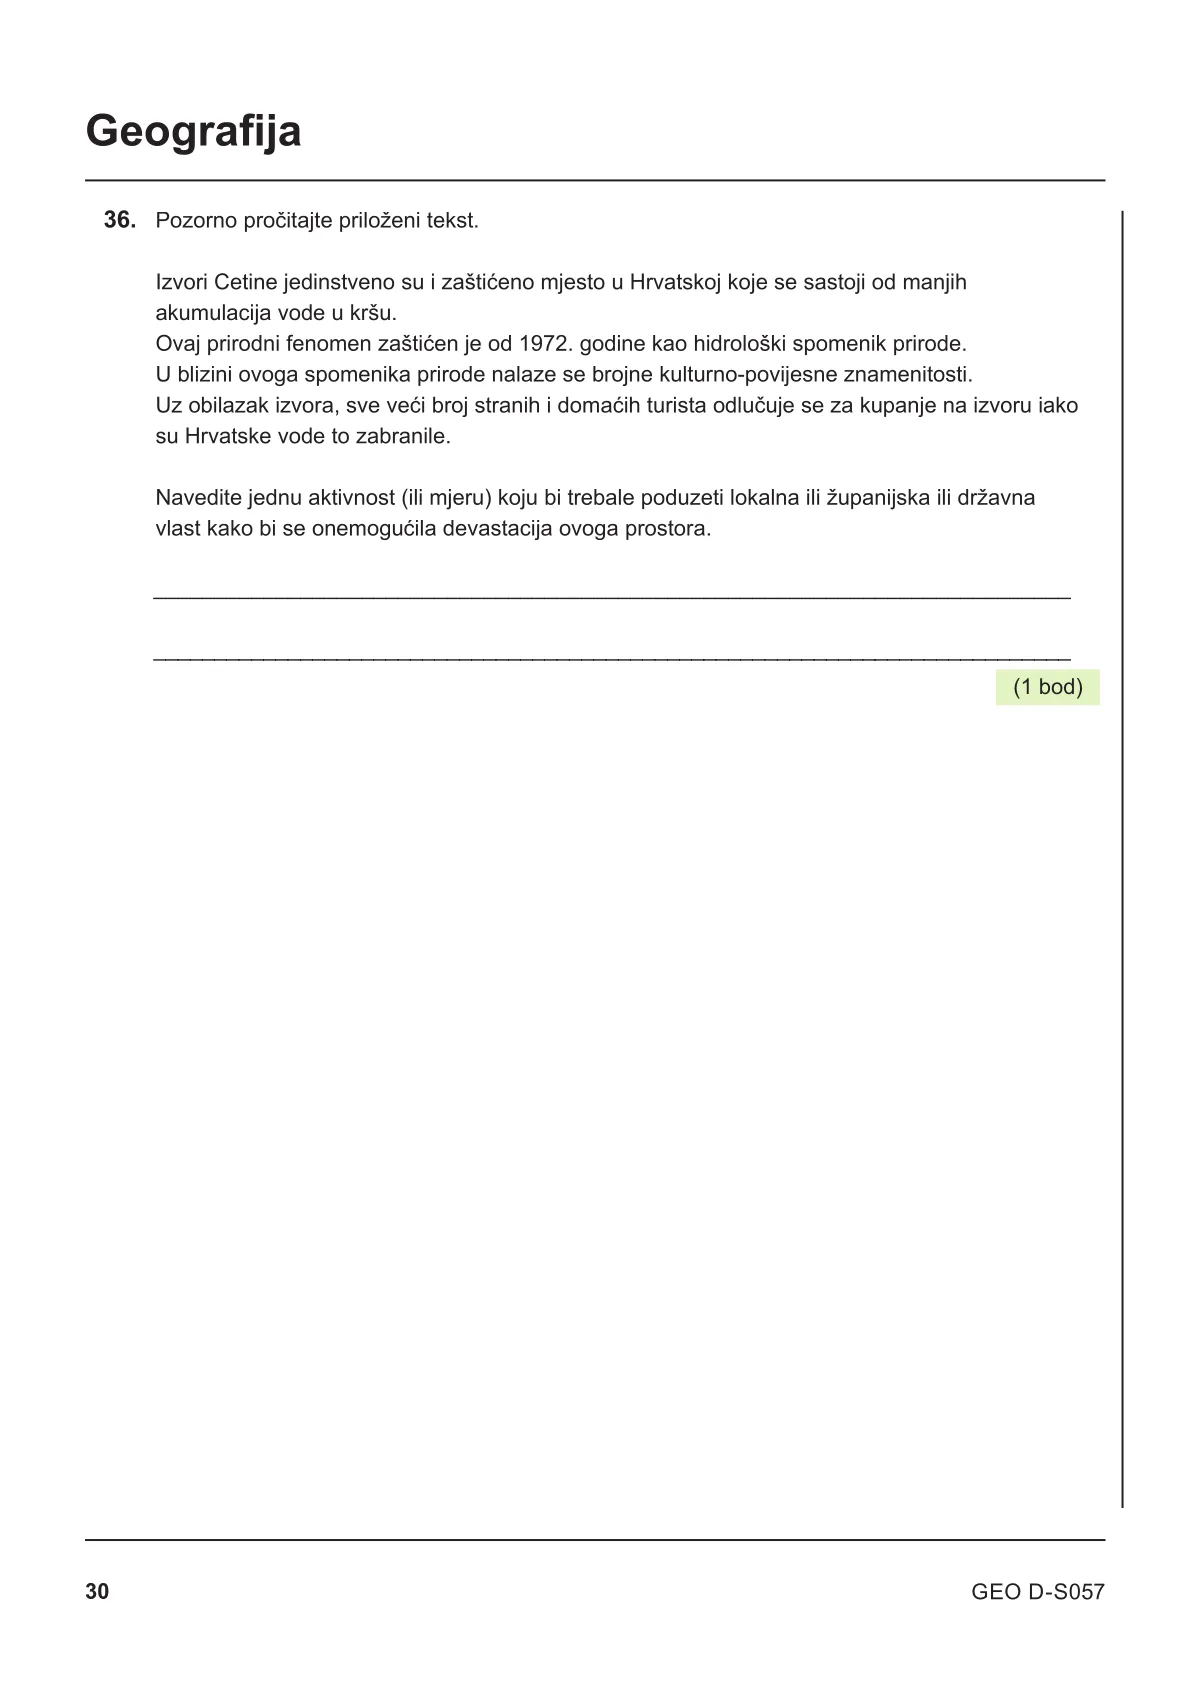 Geografija
36. Pozorno pročitajte priloženi tekst.
Izvori Cetine jedinstveno su i zaštićeno mjesto u Hrvatskoj koje se sastoji od manjih
akumulacija vode u kršu.
Ovaj prirodni fenomen zaštićen je od 1972. godine kao hidrološki spomenik prirode.
U blizini ovoga spomenika prirode nalaze se brojne kulturno-povijesne znamenitosti.
Uz obilazak izvora, sve veći broj stranih i domaćih turista odlučuje se za kupanje na izvoru iako
su Hrvatske vode to zabranile.
Navedite jednu aktivnost (ili mjeru) koju bi trebale poduzeti lokalna ili županijska ili državna
vlast kako bi se onemogućila devastacija ovoga prostora.
(1 bod)
30 GEO D-S057